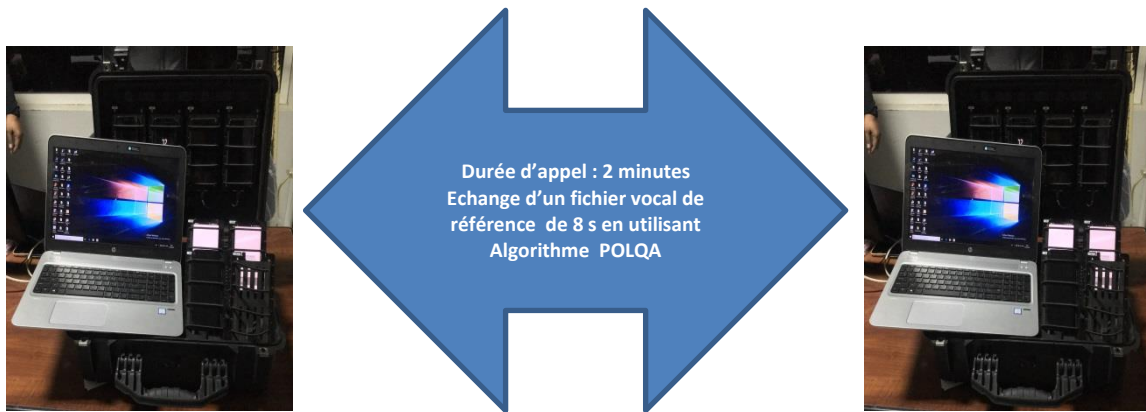 Durée d’appel : 2 minutes
Echange d’un fichier vocal de
référence de 8 s en utilisant
Algorithme POLQA